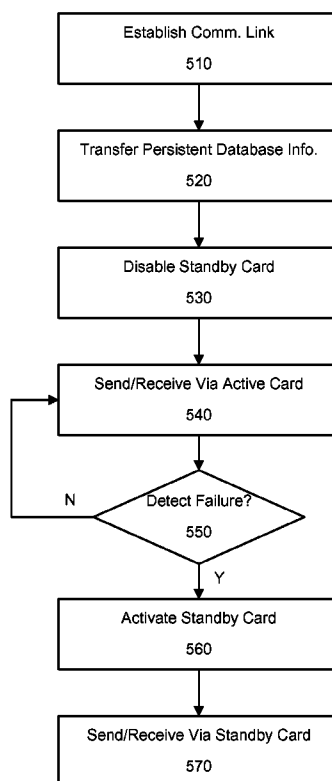 Establish Comm. Link
510
Transfer Persistent Database Info.
520
Disable Standby Card
530
Send/Receive Via Active Card
540
Detect Failure?
N
550
Y
Activate Standby Card
560
Send/Receive Via Standby Card
570